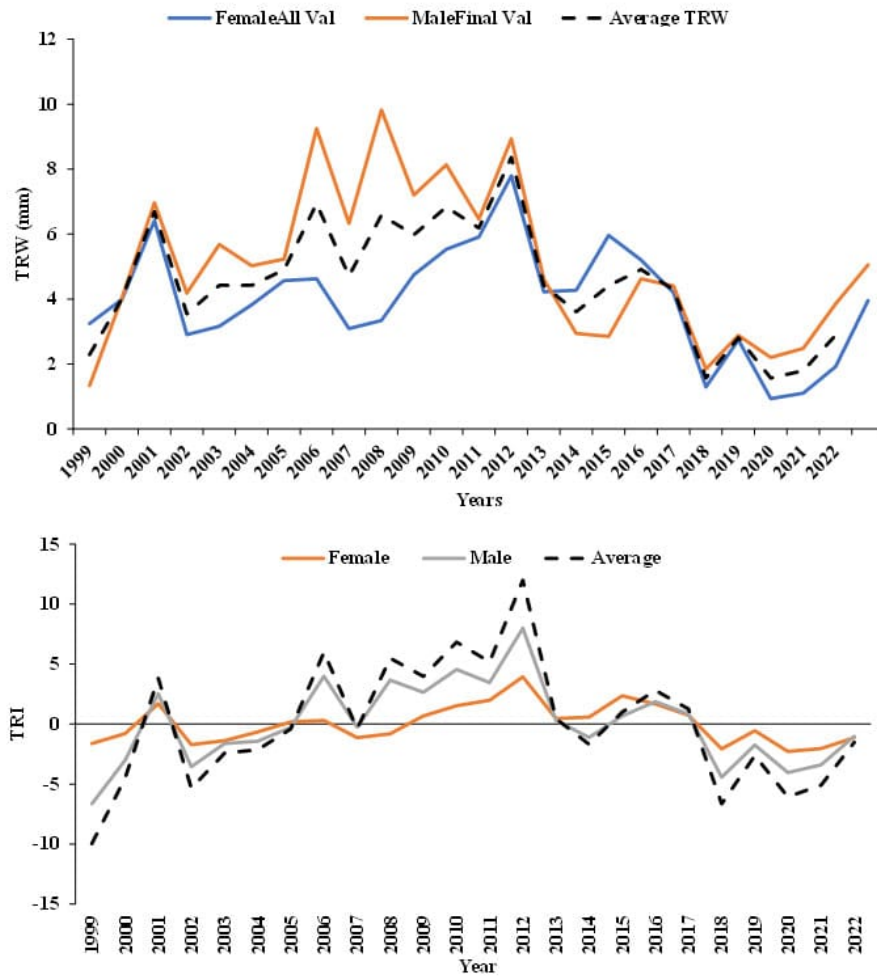 FemaleAll Val MaleFinal Val Average TRW
12
10
8
6
4
2
0
TRW (mm)
1999 2000 2001 2002 2003 2004 2005 2006 2007 2008 2009 2010 2011 2012 2013 2014 2015 2016 2017 2018 2019 2020 2021 2022
Years
15
10
5
0
-5
-10
-15
TRI
Female Male Average
1999 2000 2001 2002 2003 2004 2005 2006 2007 2008 2009 2010 2011 2012 2013 2014 2015 2016 2017 2018 2019 2020 2021 2022
Year